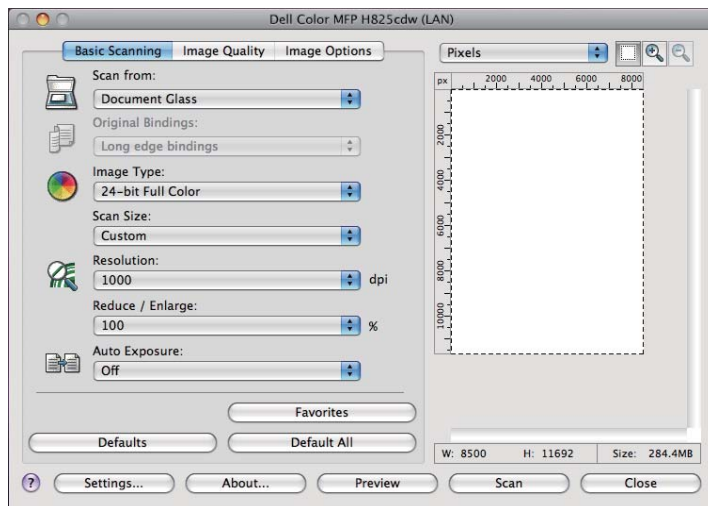 Dell Color MFP H825cdw (LAN)
Basic Scanning Image Quality Image Options
Scan from:
Document Glass
Original Bindings:
Long edge bindings
Image Type:
24-bit Full Color
Scan Size:
Custom
Resolution:
1000 dpi
Reduce / Enlarge:
100 %
Auto Exposure:
Off
Favorites
Defaults Default All
Pixels
px 2000 4000 6000 8000
2000
4000
6000
8000
10000
W: 8500 H: 11692 Size: 284.4MB
? Settings... About... Preview Scan Close